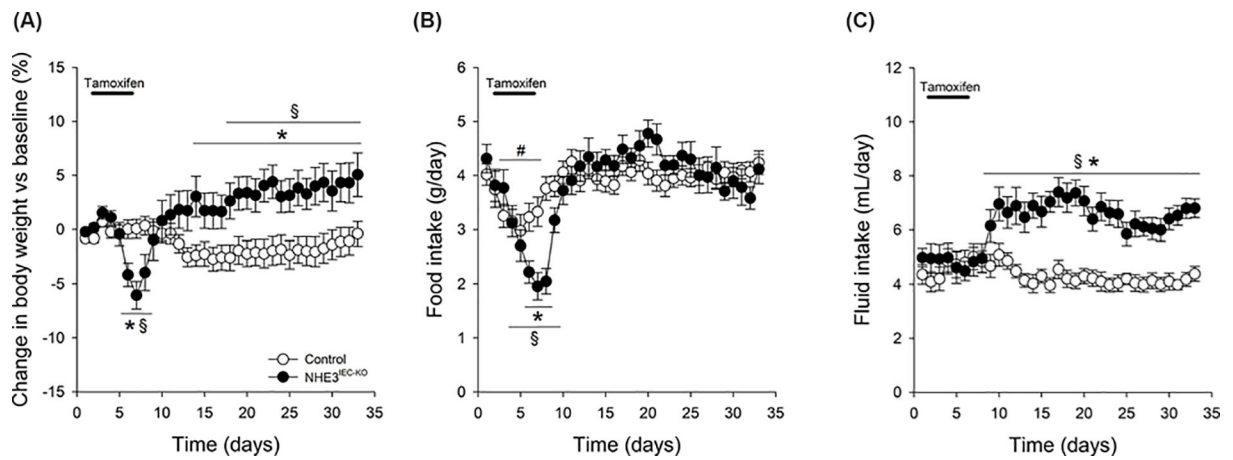 (A)
Change in body weight vs baseline (%)
15
10
5
0
-5
-10
-15
Tamoxifen
§
*
* §
Control
NHE3IEC-KO
0 5 10 15 20 25 30 35
Time (days)
(B)
Food intake (g/day)
6
5
4
3
2
1
0
Tamoxifen
#
*
§
0 5 10 15 20 25 30 35
Time (days)
(C)
Fluid intake (mL/day)
12
10
8
6
4
2
0
Tamoxifen
§ *
0 5 10 15 20 25 30 35
Time (days)